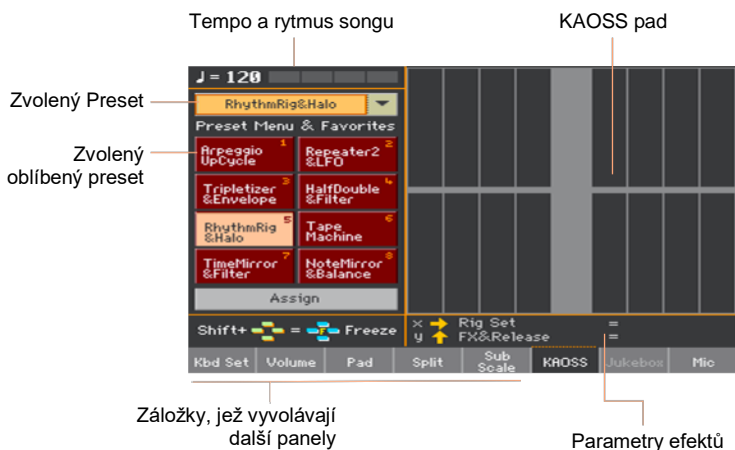 Tempo a rytmus songu
KAOSS pad
♩= 120
Zvolený Preset
RhythmRig&Halo
Preset Menu & Favorites
Zvolený
oblíbený preset
Arpeggio 1
UpCycle
Repeater2 2
&LFO
Tripletizer 3
&Envelope
HalfDouble 4
&Filter
RhythmRig 5
&Halo
Tape 6
Machine
TimeMirror 7
&Filter
NoteMirror 8
&Balance
Assign
Shift+ = F Freeze
x → Rig Set =
y ↑ FX&Release =
Kbd Set
Volume
Pad
Split
Sub
Scale
KAOSS
Jukebox
Mic
Záložky, jež vyvolávají
další panely
Parametry efektů